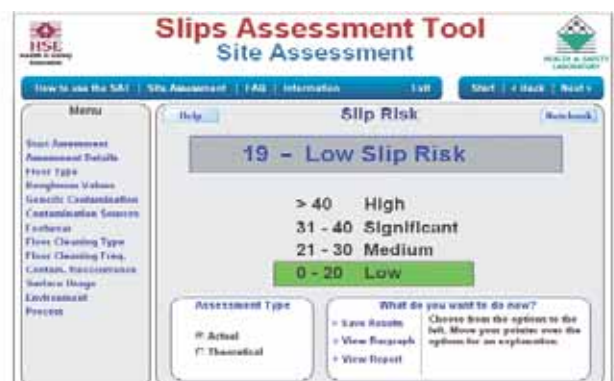 HSE
Slips Assessment Tool
Site Assessment
HEALTH & SAFETY
LABORATORY
How to use the SAT | Site Assessment | FAQ | Information
Exit
Start | < Back | Next >
Menu
Help
Slip Risk
Notebook
19 – Low Slip Risk
Start Assessment
Assessment Details
Floor Type
Roughness Values
Generic Contamination
Contamination Sources
Footwear
Floor Cleaning Type
Floor Cleaning Freq.
Contam. Reoccurrence
Surface Usage
Environment
Process
> 40 High
31 - 40 Significant
21 - 30 Medium
0 - 20 Low
Assessment Type
Actual
Theoretical
What do you want to do now?
> Save Results
> View Bargraph
> View Report
Choose from the options to the
left. Move your pointer over the
options for an explanation.